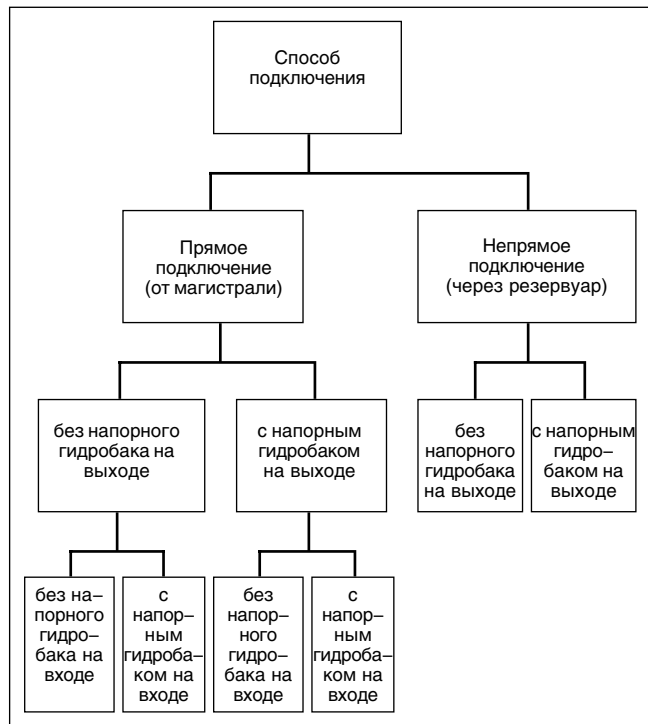 Способ
подключения
Прямое
подключение
(от магистрали)
Непрямое
подключение
(через резервуар)
без напорного
гидробака на
выходе
с напорным
гидробаком
на выходе
без
напорного
гидробака
на выходе
с напорным
гидро–
баком на
выходе
без на–
порного
гидро–
бака на
входе
с
напор–
ным
гидроба–
ком на
входе
без
напор–
ного
гидро–
бака на
входе
с
напор–
ным
гидроба–
ком на
входе